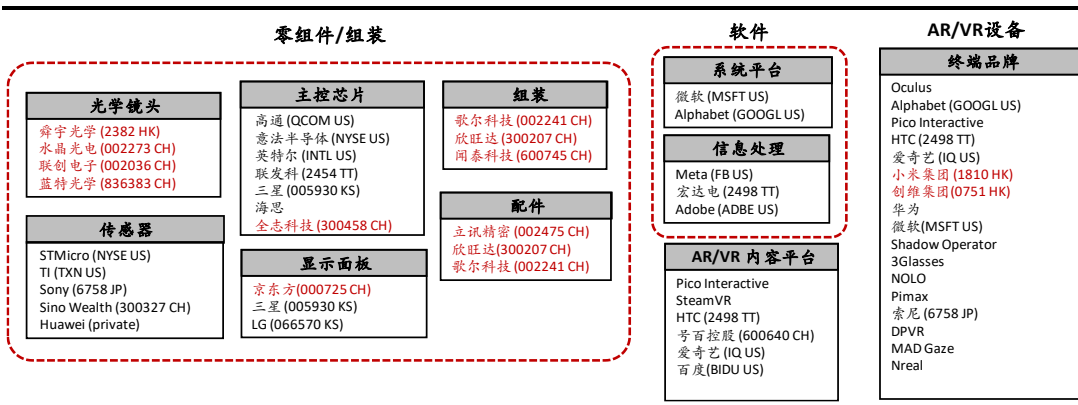 零组件/组装
光学镜头
舜宇光学 (2382 HK)
水晶光电 (002273 CH)
联创电子 (002036 CH)
蓝特光学 (836383 CH)
传感器
STMicro (NYSE US)
TI (TXN US)
Sony (6758 JP)
Sino Wealth (300327 CH)
Huawei (private)
主控芯片
高通 (QCOM US)
意法半导体 (NYSE US)
英特尔 (INTL US)
联发科 (2454 TT)
三星 (005930 KS)
海思
全志科技 (300458 CH)
显示面板
京东方(000725 CH)
三星 (005930 KS)
LG (066570 KS)
组装
歌尔科技 (002241 CH)
欣旺达 (300207 CH)
闻泰科技 (600745 CH)
配件
立讯精密 (002475 CH)
欣旺达(300207 CH)
歌尔科技 (002241 CH)
软件
系统平台
微软 (MSFT US)
Alphabet (GOOGL US)
信息处理
Meta (FB US)
宏达电 (2498 TT)
Adobe (ADBE US)
AR/VR 内容平台
Pico Interactive
SteamVR
HTC (2498 TT)
号百控股 (600640 CH)
爱奇艺 (IQ US)
百度(BIDU US)
AR/VR设备
终端品牌
Oculus
Alphabet (GOOGL US)
Pico Interactive
HTC (2498 TT)
爱奇艺 (IQ US)
小米集团 (1810 HK)
创维集团(0751 HK)
华为
微软(MSFT US)
Shadow Operator
3Glasses
NOLO
Pimax
索尼 (6758 JP)
DPVR
MAD Gaze
Nreal